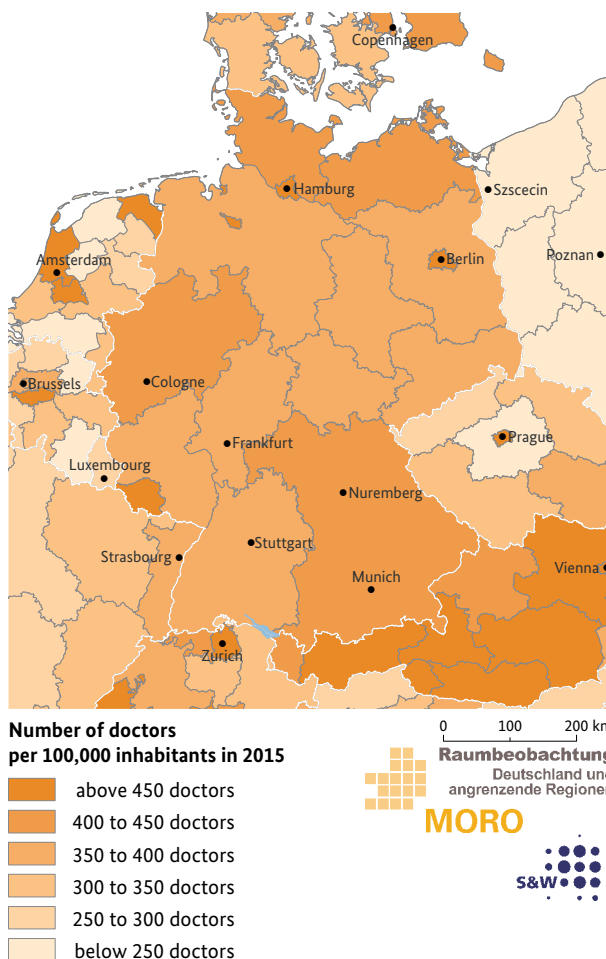 Copenhagen
Hamburg
Szscecin
Amsterdam
Berlin
Poznan
Brussels
Cologne
Prague
Frankfurt
Luxembourg
Nuremberg
Strasbourg
Stuttgart
Vienna
Munich
Zurich
Number of doctors
per 100,000 inhabitants in 2015
above 450 doctors
400 to 450 doctors
350 to 400 doctors
300 to 350 doctors
250 to 300 doctors
below 250 doctors
0 100 200 km
Raumbeobachtung
Deutschland und
angrenzende Regionen
MORO
S&W